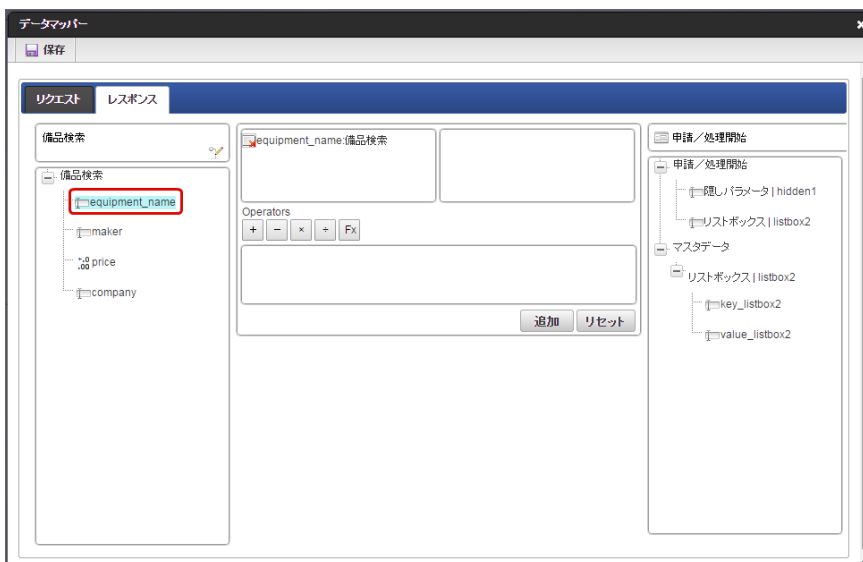 データマッパー
保存
リクエスト レスポンス
備品検索
備品検索
equipment_name
maker
price
company
equipment_name:備品検索
Operators
+ − × ÷ Fx
追加 リセット
申請／処理開始
申請／処理開始
隠しパラメータ | hidden1
リストボックス | listbox2
マスタデータ
リストボックス | listbox2
key_listbox2
value_listbox2